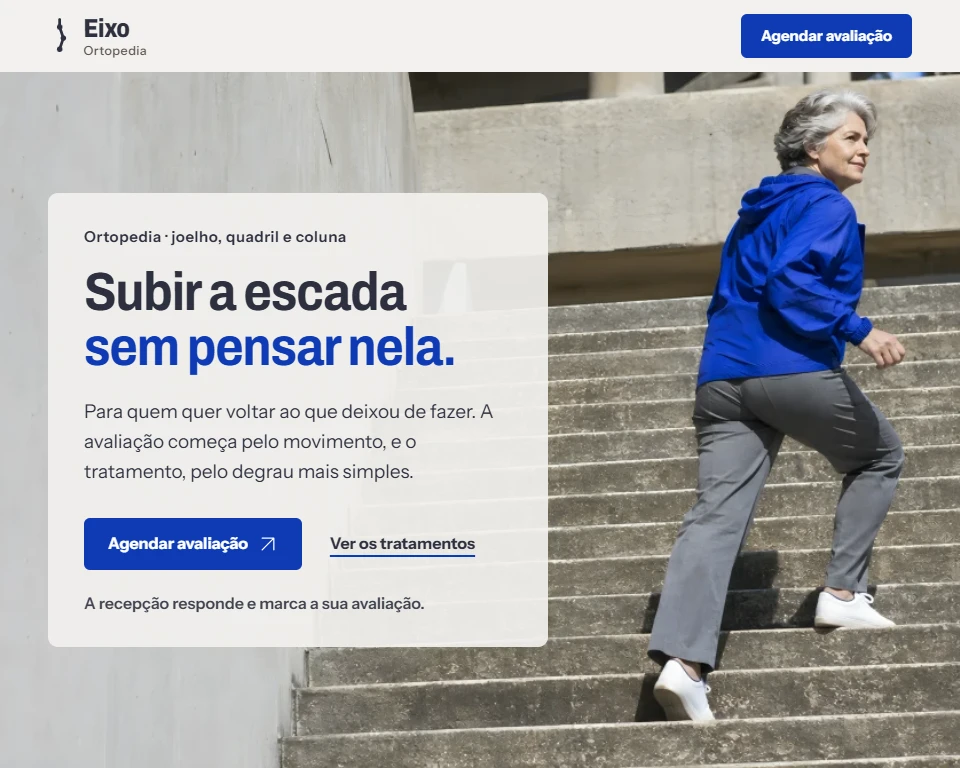 Eixo
Ortopedia
Agendar avaliação
Ortopedia · joelho, quadril e coluna
Subir a escada
sem pensar nela.
Para quem quer voltar ao que deixou de fazer. A
avaliação começa pelo movimento, e o
tratamento, pelo degrau mais simples.
Agendar avaliação
Ver os tratamentos
A recepção responde e marca a sua avaliação.